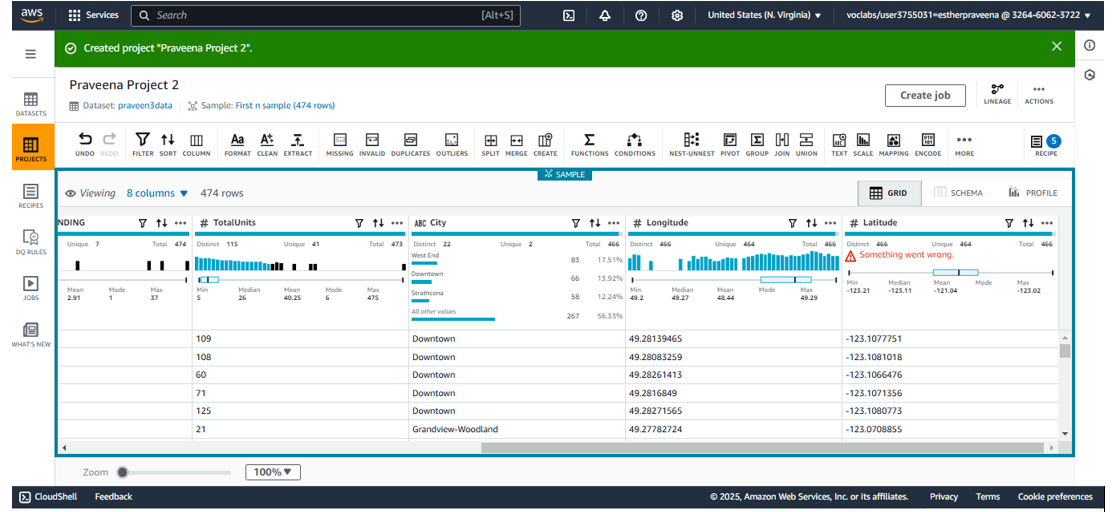 aws Services Search [Alt+S] United States (N. Virginia) ▼ voclabs/user3755031=estherpraveena @ 3264-6062-3722 ▼
Created project "Praveena Project 2".
Praveena Project 2
Dataset: praveen3data Sample: First n sample (474 rows)
Create job LINEAGE ACTIONS
DATASETS
PROJECTS
RECIPES
DQ RULES
JOBS
WHAT'S NEW
UNDO REDO FILTER SORT COLUMN FORMAT CLEAN EXTRACT MISSING INVALID DUPLICATES OUTLIERS SPLIT MERGE CREATE FUNCTIONS CONDITIONS NEST-UNNEST PIVOT GROUP JOIN UNION TEXT SCALE MAPPING ENCODE MORE RECIPE 5
SAMPLE
Viewing 8 columns ▼ 474 rows GRID SCHEMA PROFILE
NDING # TotalUnits ABC City # Longitude # Latitude
Unique 7 Total 474 Distinct 115 Unique 41 Total 473 Distinct 22 Unique 2 Total 466 Distinct 466 Unique 464 Total 466 Distinct 466 Unique 464 Total 466
West End 83 17.51%
Downtown 66 13.92%
Strathcona 58 12.24%
All other values 267 56.33%
Something went wrong.
Mean Mode Max Min Median Mean Mode Max Min Median Mean Mode Max Min Median Mean Mode Max
2.91 1 37 5 26 40.25 6 475 49.2 49.27 48.44 49.29 -123.21 -123.11 -121.04 -123.02
109 Downtown 49.28139465 -123.1077751
108 Downtown 49.28083259 -123.1081018
60 Downtown 49.28261413 -123.1066476
71 Downtown 49.2816849 -123.1071356
125 Downtown 49.28271565 -123.1080773
21 Grandview-Woodland 49.27782724 -123.0708855
Zoom 100% ▼
CloudShell Feedback © 2025, Amazon Web Services, Inc. or its affiliates. Privacy Terms Cookie preferences